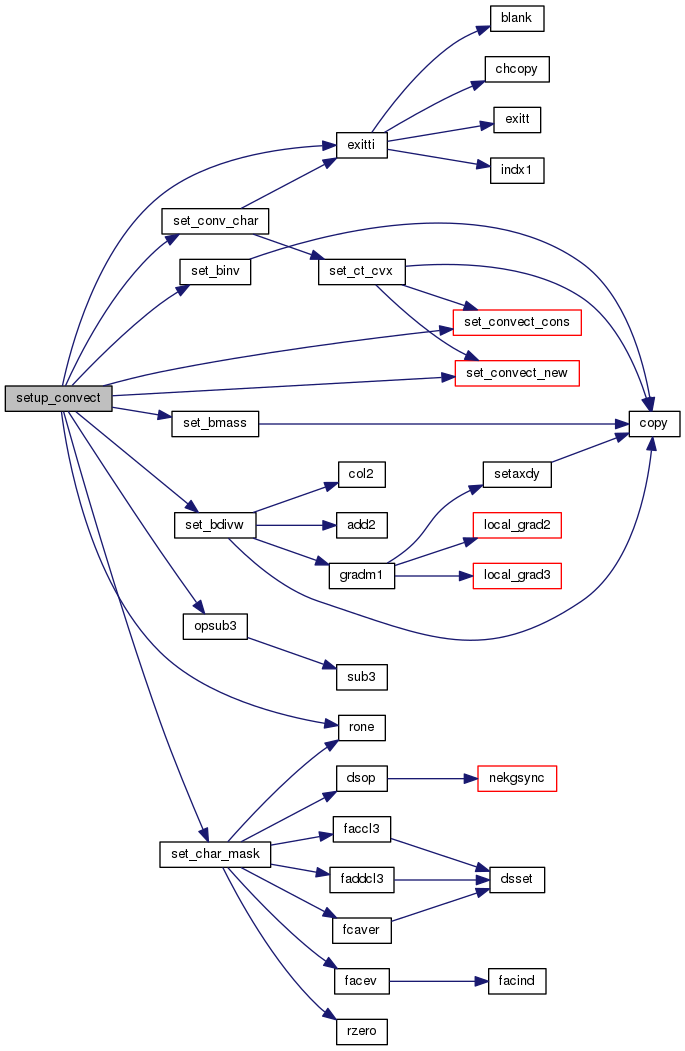 blank
chcopy
exitt
exitti
indx1
set_conv_char
set_binv
set_ct_cvx
set_convect_cons
set_convect_new
setup_convect
set_bmass
copy
col2
setaxdy
set_bdivw
add2
local_grad2
gradm1
local_grad3
opsub3
sub3
rone
dsop
nekgsync
faccl3
set_char_mask
faddcl3
dsset
fcaver
facev
facind
rzero